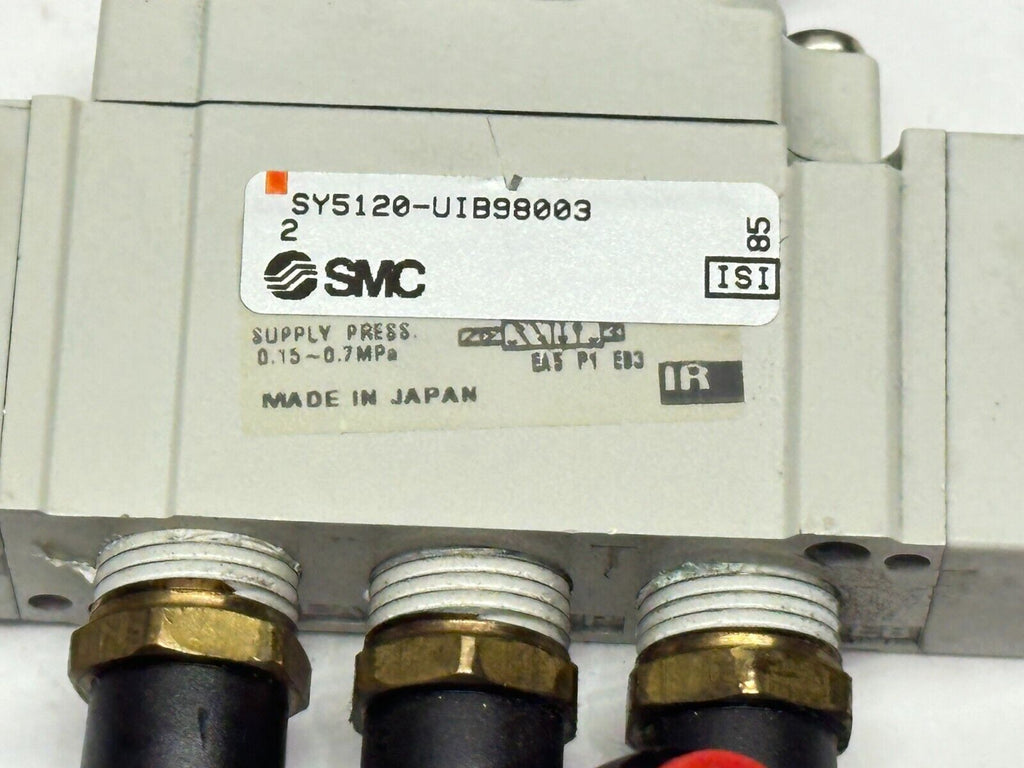 SY5120-UIB98003
2
85
SMC
ISI
SUPPLY PRESS.
0.15~0.7MPa
EA5 P1 EB3
IR
MADE IN JAPAN